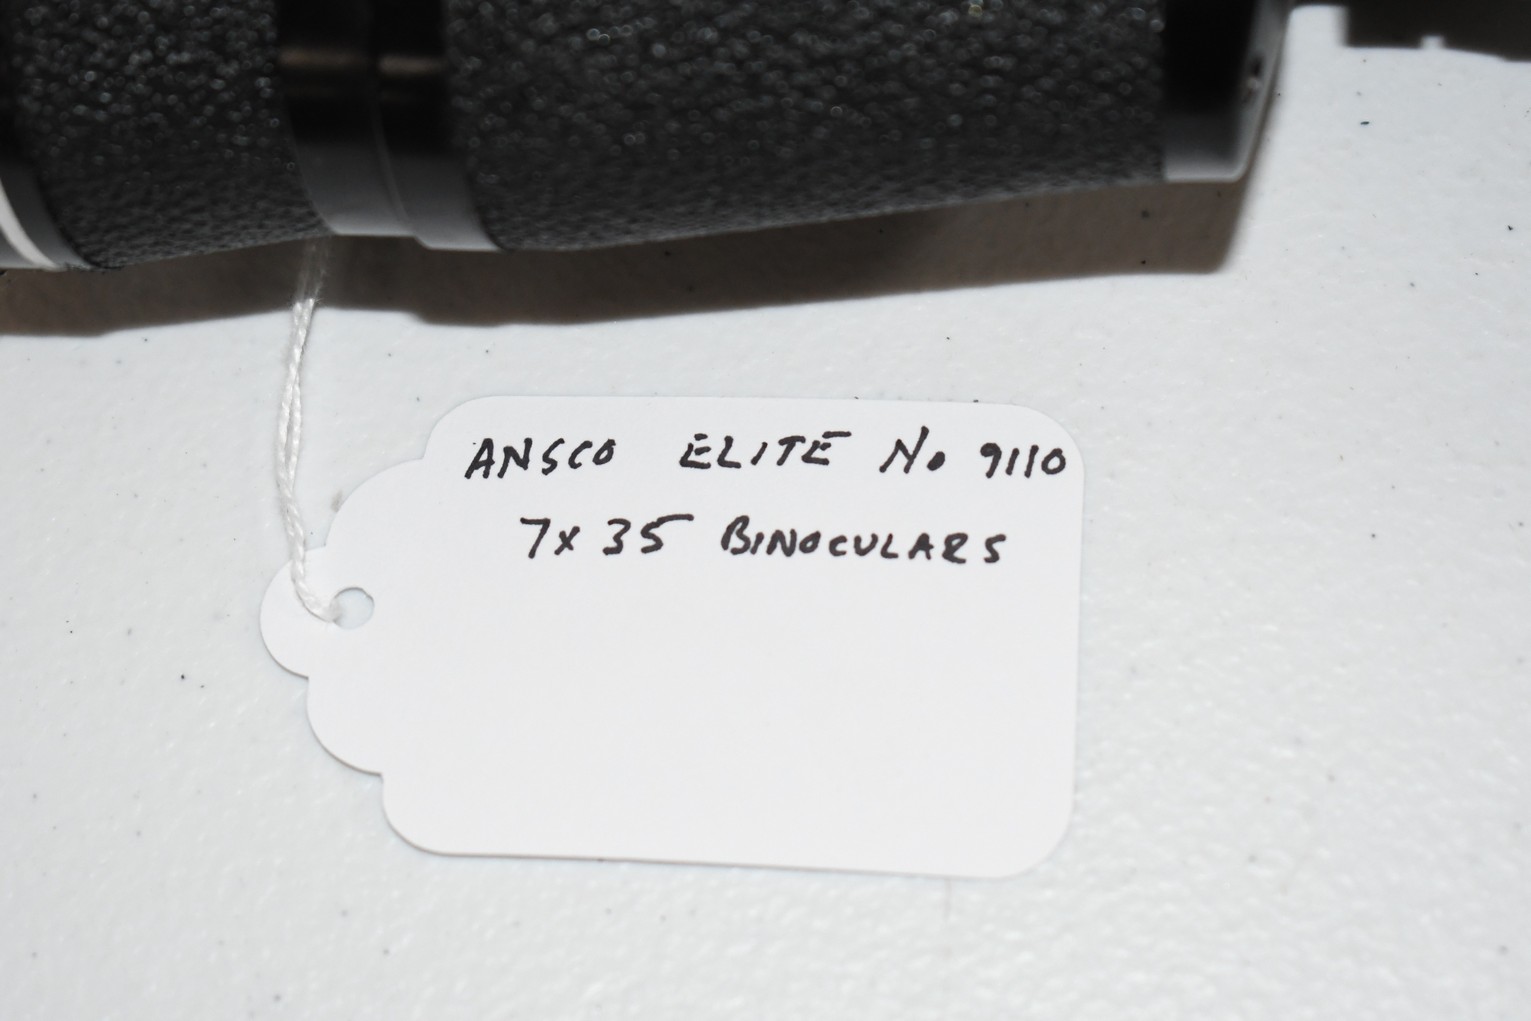 ANSCO ELITE No 9110
7x35 BINOCULARS